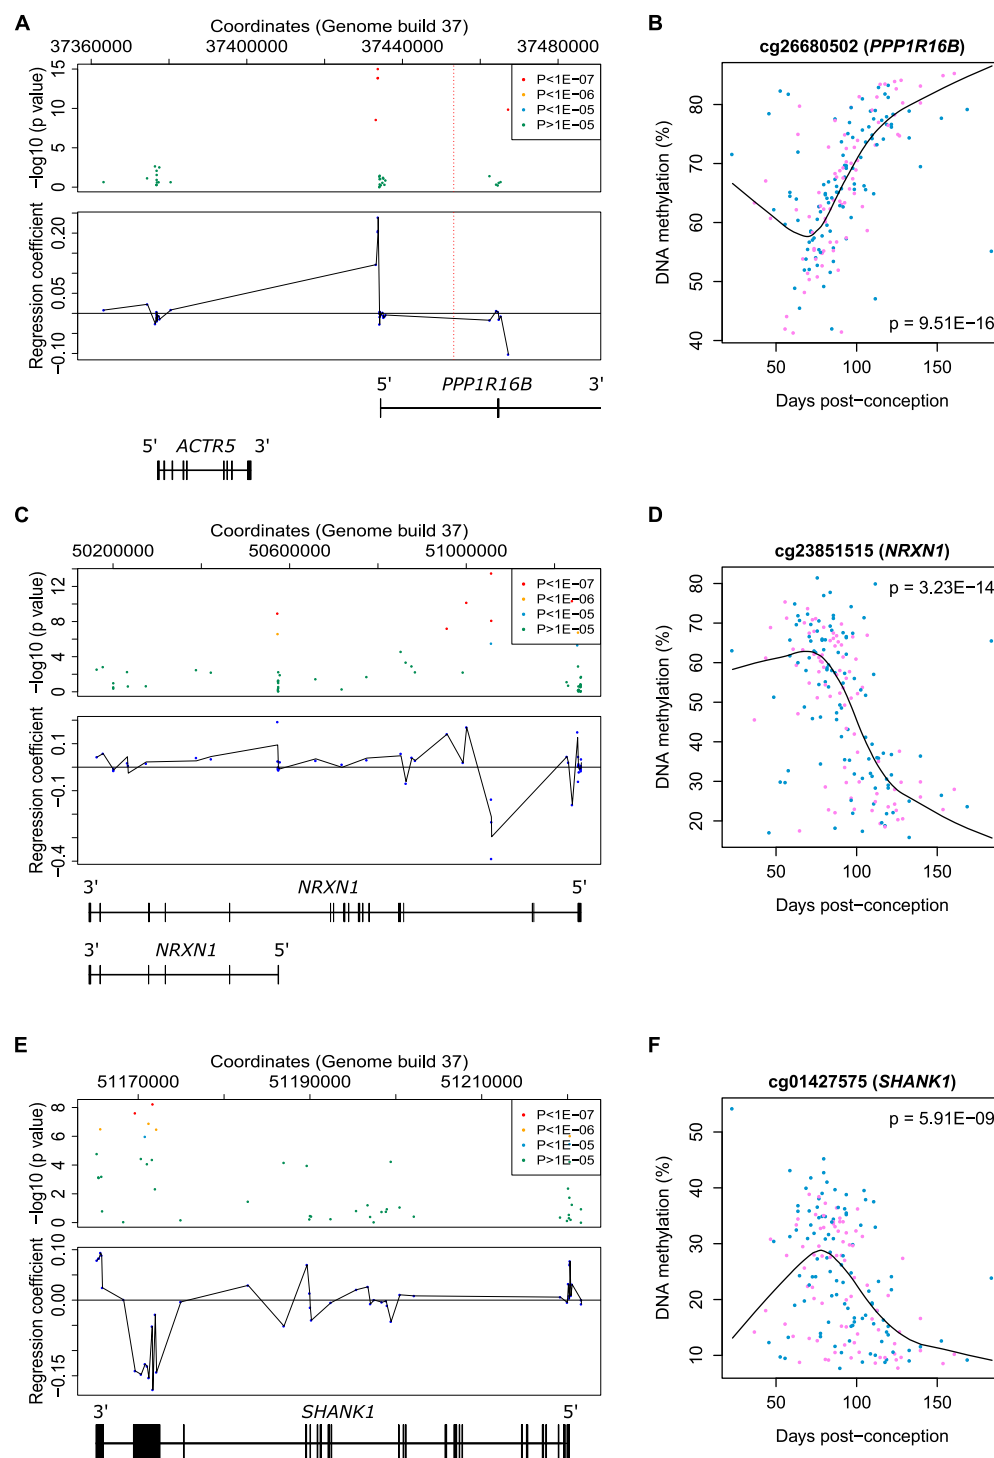 A
Coordinates (Genome build 37)
37360000 37400000 37440000 37480000
−log10 (p value)
15
10
5
0
P<1E−07
P<1E−06
P<1E−05
P>1E−05
Regression coefficient
0.20
0.05
−0.10
5' PPP1R16B 3'
5' ACTR5 3'
B
cg26680502 (PPP1R16B)
DNA methylation (%)
80
70
60
50
40
p = 9.51E−16
50 100 150
Days post−conception
C
Coordinates (Genome build 37)
50200000 50600000 51000000
−log10 (p value)
12
8
4
0
P<1E−07
P<1E−06
P<1E−05
P>1E−05
Regression coefficient
0.1
−0.1
−0.4
3' NRXN1 5'
3' NRXN1 5'
D
cg23851515 (NRXN1)
DNA methylation (%)
80
70
60
50
40
30
20
p = 3.23E−14
50 100 150
Days post−conception
E
Coordinates (Genome build 37)
51170000 51190000 51210000
−log10 (p value)
8
6
4
2
0
P<1E−07
P<1E−06
P<1E−05
P>1E−05
Regression coefficient
0.10
0.00
−0.15
3' SHANK1 5'
F
cg01427575 (SHANK1)
DNA methylation (%)
50
40
30
20
10
p = 5.91E−09
50 100 150
Days post−conception